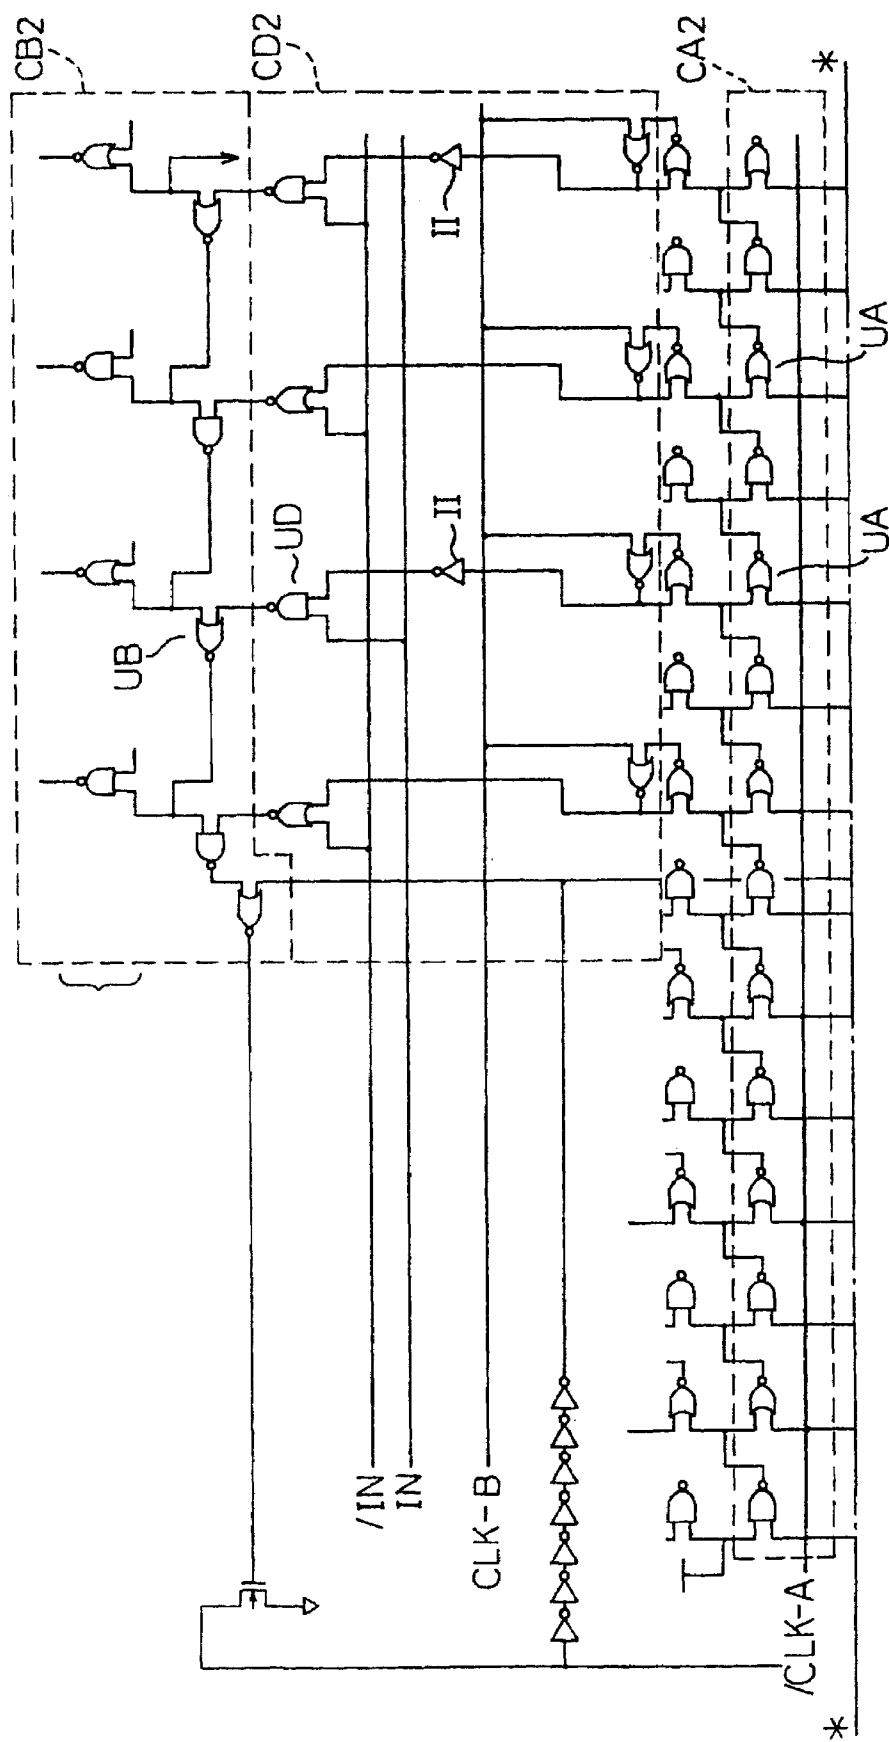 CB2
CD2
CA2
*
II
UA
II
UD
UA
UB
/IN
IN
CLK-B
/CLK-A
*